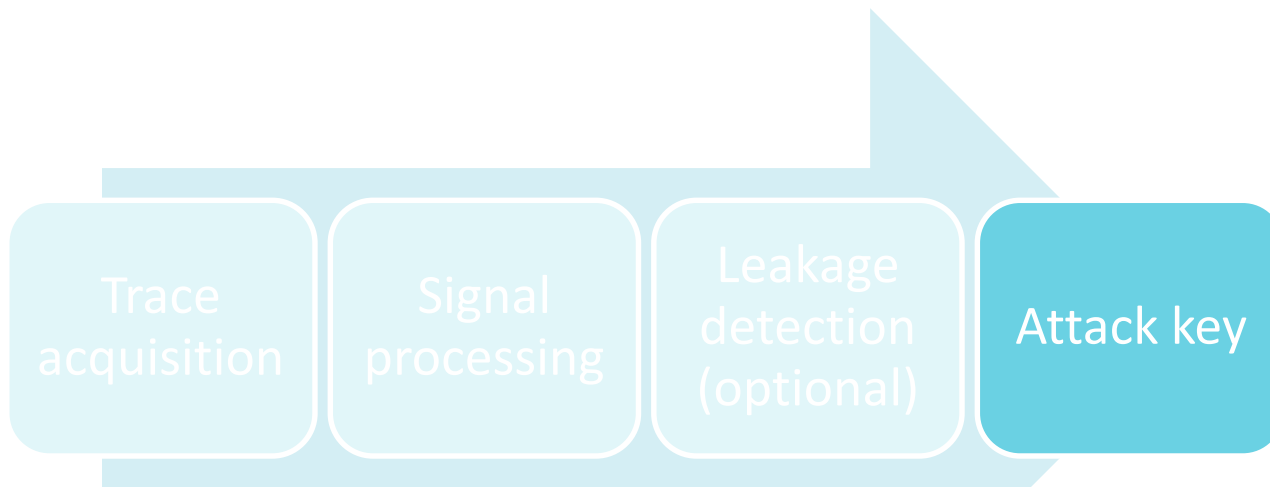 Trace
acquisition
Signal
processing
Leakage
detection
(optional)
Attack key